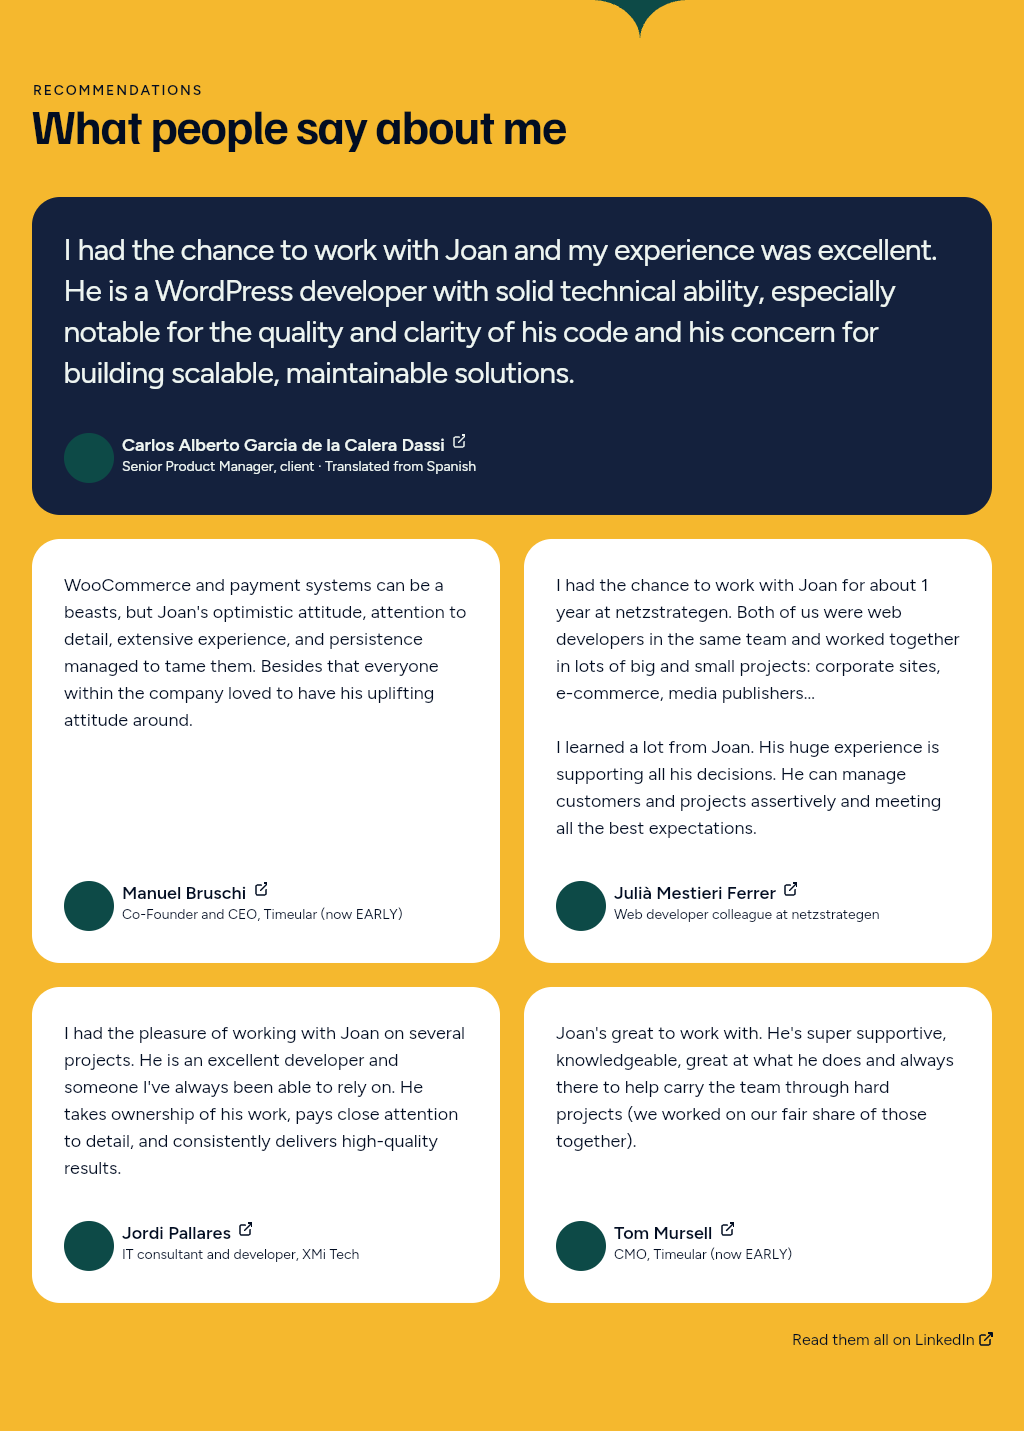 RECOMMENDATIONS
What people say about me
I had the chance to work with Joan and my experience was excellent.
He is a WordPress developer with solid technical ability, especially
notable for the quality and clarity of his code and his concern for
building scalable, maintainable solutions.
Carlos Alberto Garcia de la Calera Dassi
Senior Product Manager, client · Translated from Spanish
WooCommerce and payment systems can be a
beasts, but Joan's optimistic attitude, attention to
detail, extensive experience, and persistence
managed to tame them. Besides that everyone
within the company loved to have his uplifting
attitude around.
Manuel Bruschi
Co-Founder and CEO, Timeular (now EARLY)
I had the chance to work with Joan for about 1
year at netzstrategen. Both of us were web
developers in the same team and worked together
in lots of big and small projects: corporate sites,
e-commerce, media publishers...
I learned a lot from Joan. His huge experience is
supporting all his decisions. He can manage
customers and projects assertively and meeting
all the best expectations.
Julià Mestieri Ferrer
Web developer colleague at netzstrategen
I had the pleasure of working with Joan on several
projects. He is an excellent developer and
someone I've always been able to rely on. He
takes ownership of his work, pays close attention
to detail, and consistently delivers high-quality
results.
Jordi Pallares
IT consultant and developer, XMi Tech
Joan's great to work with. He's super supportive,
knowledgeable, great at what he does and always
there to help carry the team through hard
projects (we worked on our fair share of those
together).
Tom Mursell
CMO, Timeular (now EARLY)
Read them all on LinkedIn